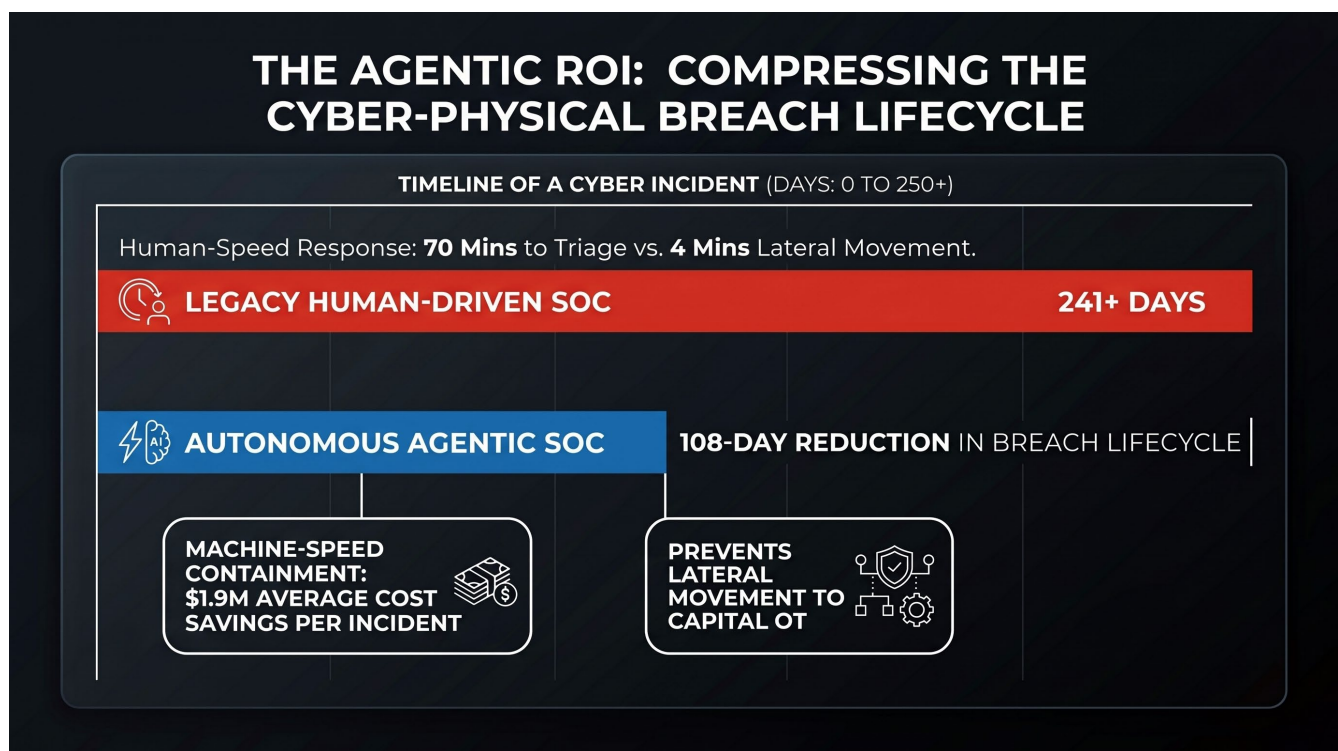 THE AGENTIC ROI: COMPRESSING THE
CYBER-PHYSICAL BREACH LIFECYCLE
TIMELINE OF A CYBER INCIDENT (DAYS: 0 TO 250+)
Human-Speed Response: 70 Mins to Triage vs. 4 Mins Lateral Movement.
LEGACY HUMAN-DRIVEN SOC
241+ DAYS
AI
AUTONOMOUS AGENTIC SOC
108-DAY REDUCTION IN BREACH LIFECYCLE
MACHINE-SPEED
CONTAINMENT:
$1.9M AVERAGE COST
SAVINGS PER INCIDENT
$
PREVENTS
LATERAL
MOVEMENT TO
CAPITAL OT